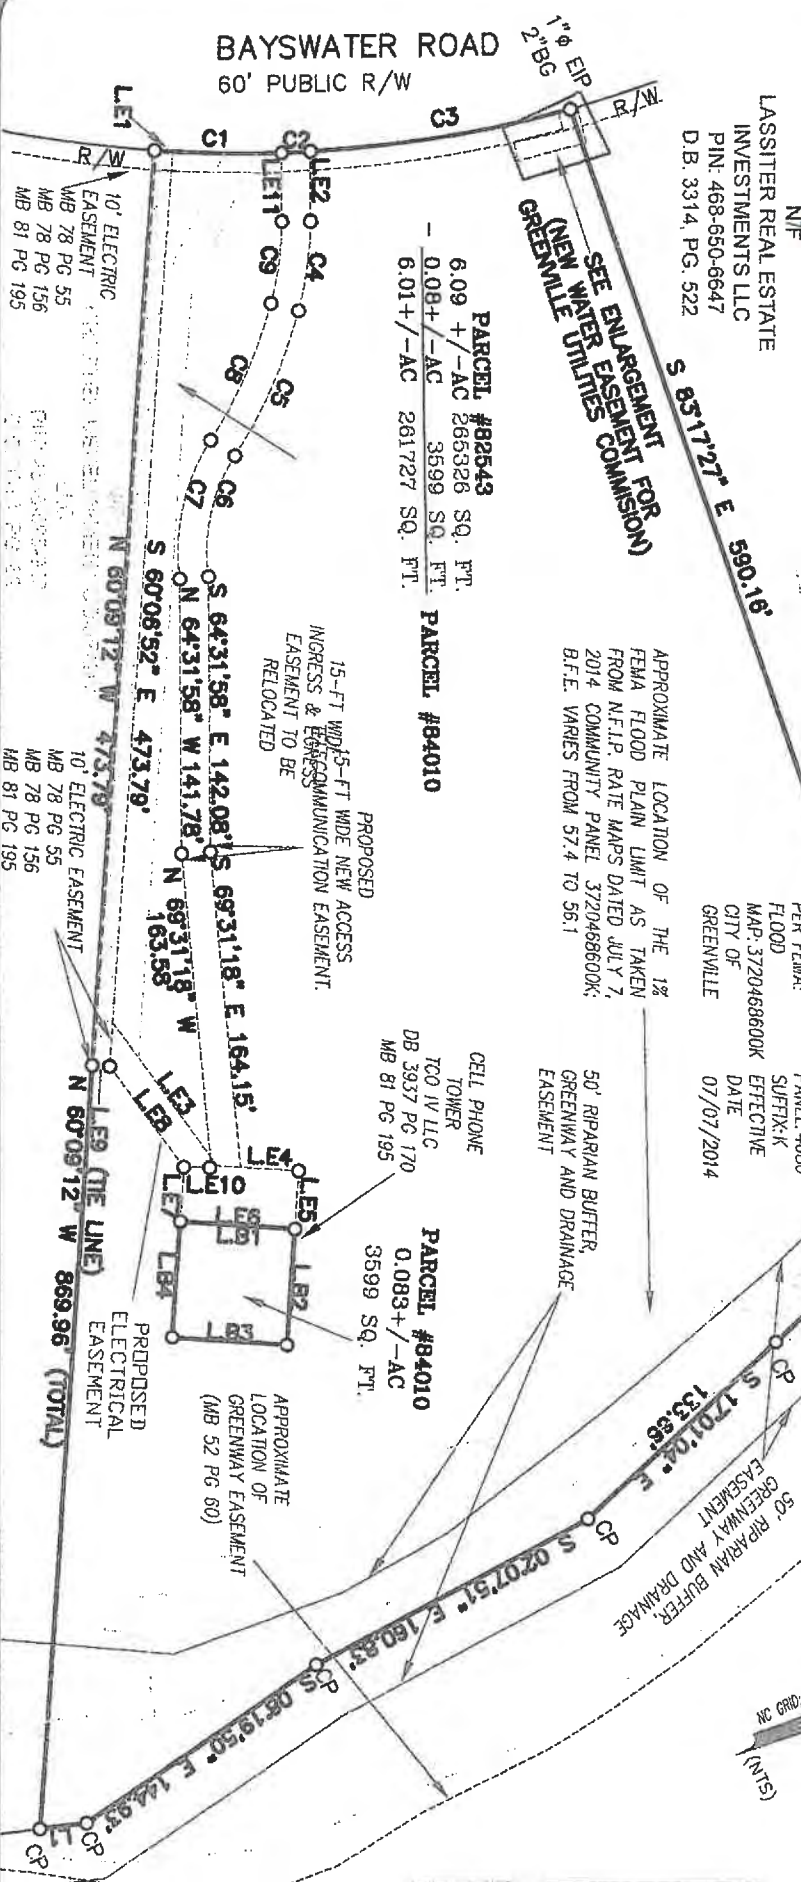 BAYSWATER ROAD
60' PUBLIC R/W
1"ø EIP
2"BG
N/F
LASSITER REAL ESTATE
INVESTMENTS LLC
PIN: 468-650-6647
D.B. 3314, PG. 522
R/W
C3
C2
C1
L.E1
L.E2
L.E11
R/W
C4
C9
C5
C8
C6
C7
SEE ENLARGEMENT
(NEW WATER EASEMENT FOR
GREENVILLE UTILITIES COMMISION)
S 83°17'27" E 590.16'
10' ELECTRIC
EASEMENT
MB 78 PG 55
MB 78 PG 156
MB 81 PG 195
PARCEL #82543
6.09 +/-AC 265326 SQ. FT.
- 0.08+/-AC 3599 SQ. FT. PARCEL #84010
6.01+/-AC 261727 SQ. FT.
PER FEMA:
FLOOD
MAP: 3720468600K
CITY OF
GREENVILLE
SUFFIX:K
EFFECTIVE
DATE
07/07/2014
APPROXIMATE LOCATION OF THE 1%
FEMA FLOOD PLAIN LIMIT AS TAKEN
FROM N.F.I.P. RATE MAPS DATED JULY 7,
2014 COMMUNITY PANEL 3720468600K;
B.F.E. VARIES FROM 57.4 TO 56.1
PROPOSED
15-FT WIDE NEW ACCESS
TELECOMMUNICATION EASEMENT.
15-FT WIDE
INGRESS & EGRESS
EASEMENT TO BE
RELOCATED
S 64°31'58" E 142.08'
N 64°31'58" W 141.78'
S 69°31'18" E 164.15'
N 69°31'18" W
163.58'
S 60°06'52" E 473.79'
N 60°09'12" W 473.79'
10' ELECTRIC EASEMENT
MB 78 PG 55
MB 78 PG 156
MB 81 PG 195
CELL PHONE
TOWER
TCO IV LLC
DB 3937 PG 170
MB 81 PG 195
50' RIPARIAN BUFFER,
GREENWAY AND DRAINAGE
EASEMENT
L.E3
L.E8
L.E4
L.E10
L.E5
L.E7
L.E6
L.B1
L.B2
L.B3
L.B4
L.E9 (TIE LINE)
N 60°09'12" W 869.96' (TOTAL)
PARCEL #84010
0.083+/-AC
3599 SQ. FT.
PROPOSED
ELECTRICAL
EASEMENT
APPROXIMATE
LOCATION OF
GREENWAY EASEMENT
(MB 52 PG 60)
CP
S 17°01'04" E
133.66'
CP
50' RIPARIAN BUFFER,
GREENWAY AND DRAINAGE
EASEMENT
S 02°07'51" E 160.83'
CP
S 08°19'50" E 144.93'
CP
L1
CP
NC GRID:
(NTS)